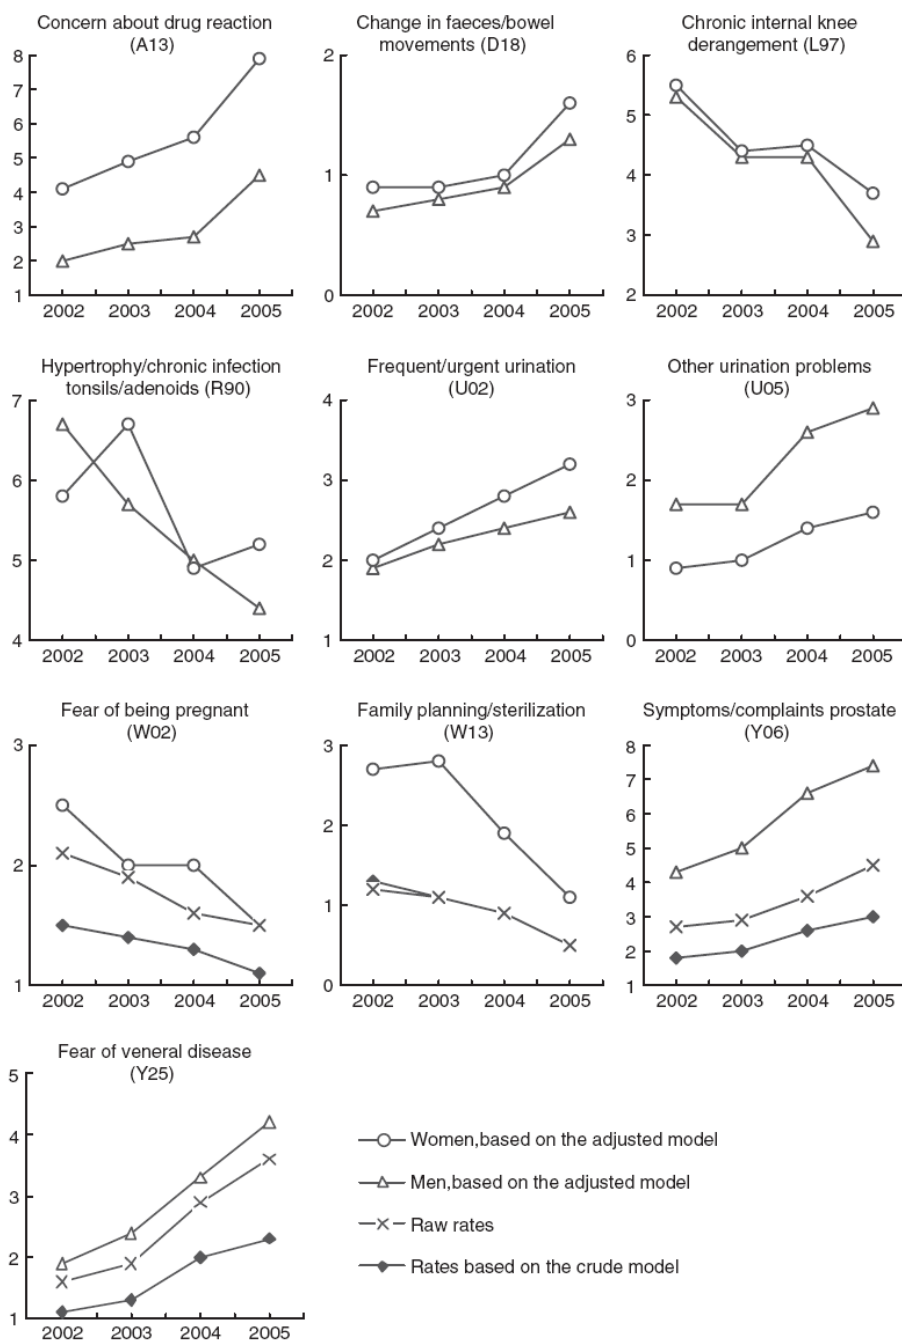 Concern about drug reaction
(A13)
8
7
6
5
4
3
2
1
2002 2003 2004 2005
Change in faeces/bowel
movements (D18)
2
1
0
2002 2003 2004 2005
Chronic internal knee
derangement (L97)
6
5
4
3
2
2002 2003 2004 2005
Hypertrophy/chronic infection
tonsils/adenoids (R90)
7
6
5
4
2002 2003 2004 2005
Frequent/urgent urination
(U02)
4
3
2
1
2002 2003 2004 2005
Other urination problems
(U05)
3
2
1
0
2002 2003 2004 2005
Fear of being pregnant
(W02)
3
2
1
2002 2003 2004 2005
Family planning/sterilization
(W13)
3
2
1
0
2002 2003 2004 2005
Symptoms/complaints prostate
(Y06)
8
7
6
5
4
3
2
1
2002 2003 2004 2005
Fear of veneral disease
(Y25)
5
4
3
2
1
2002 2003 2004 2005
Women,based on the adjusted model
Men,based on the adjusted model
Raw rates
Rates based on the crude model